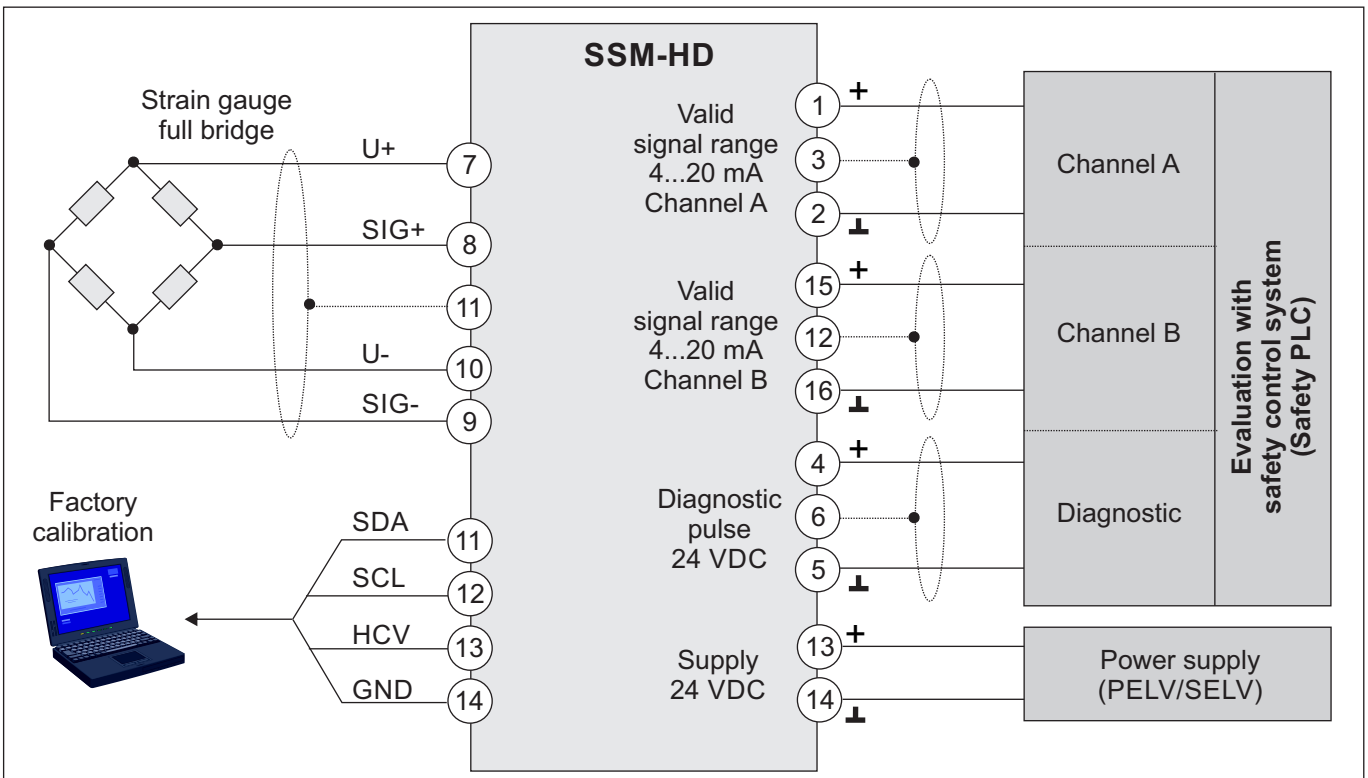 SSM-HD
Strain gauge
full bridge
U+
7
SIG+
8
11
U-
10
SIG-
9
Factory
calibration
SDA
11
SCL
12
HCV
13
GND
14
Valid
signal range
4...20 mA
Channel A
1
+
3
2
Valid
signal range
4...20 mA
Channel B
15
+
12
16
Diagnostic
pulse
24 VDC
4
+
6
5
Supply
24 VDC
13
+
14
Channel A
Channel B
Diagnostic
Evaluation with
safety control system
(Safety PLC)
Power supply
(PELV/SELV)